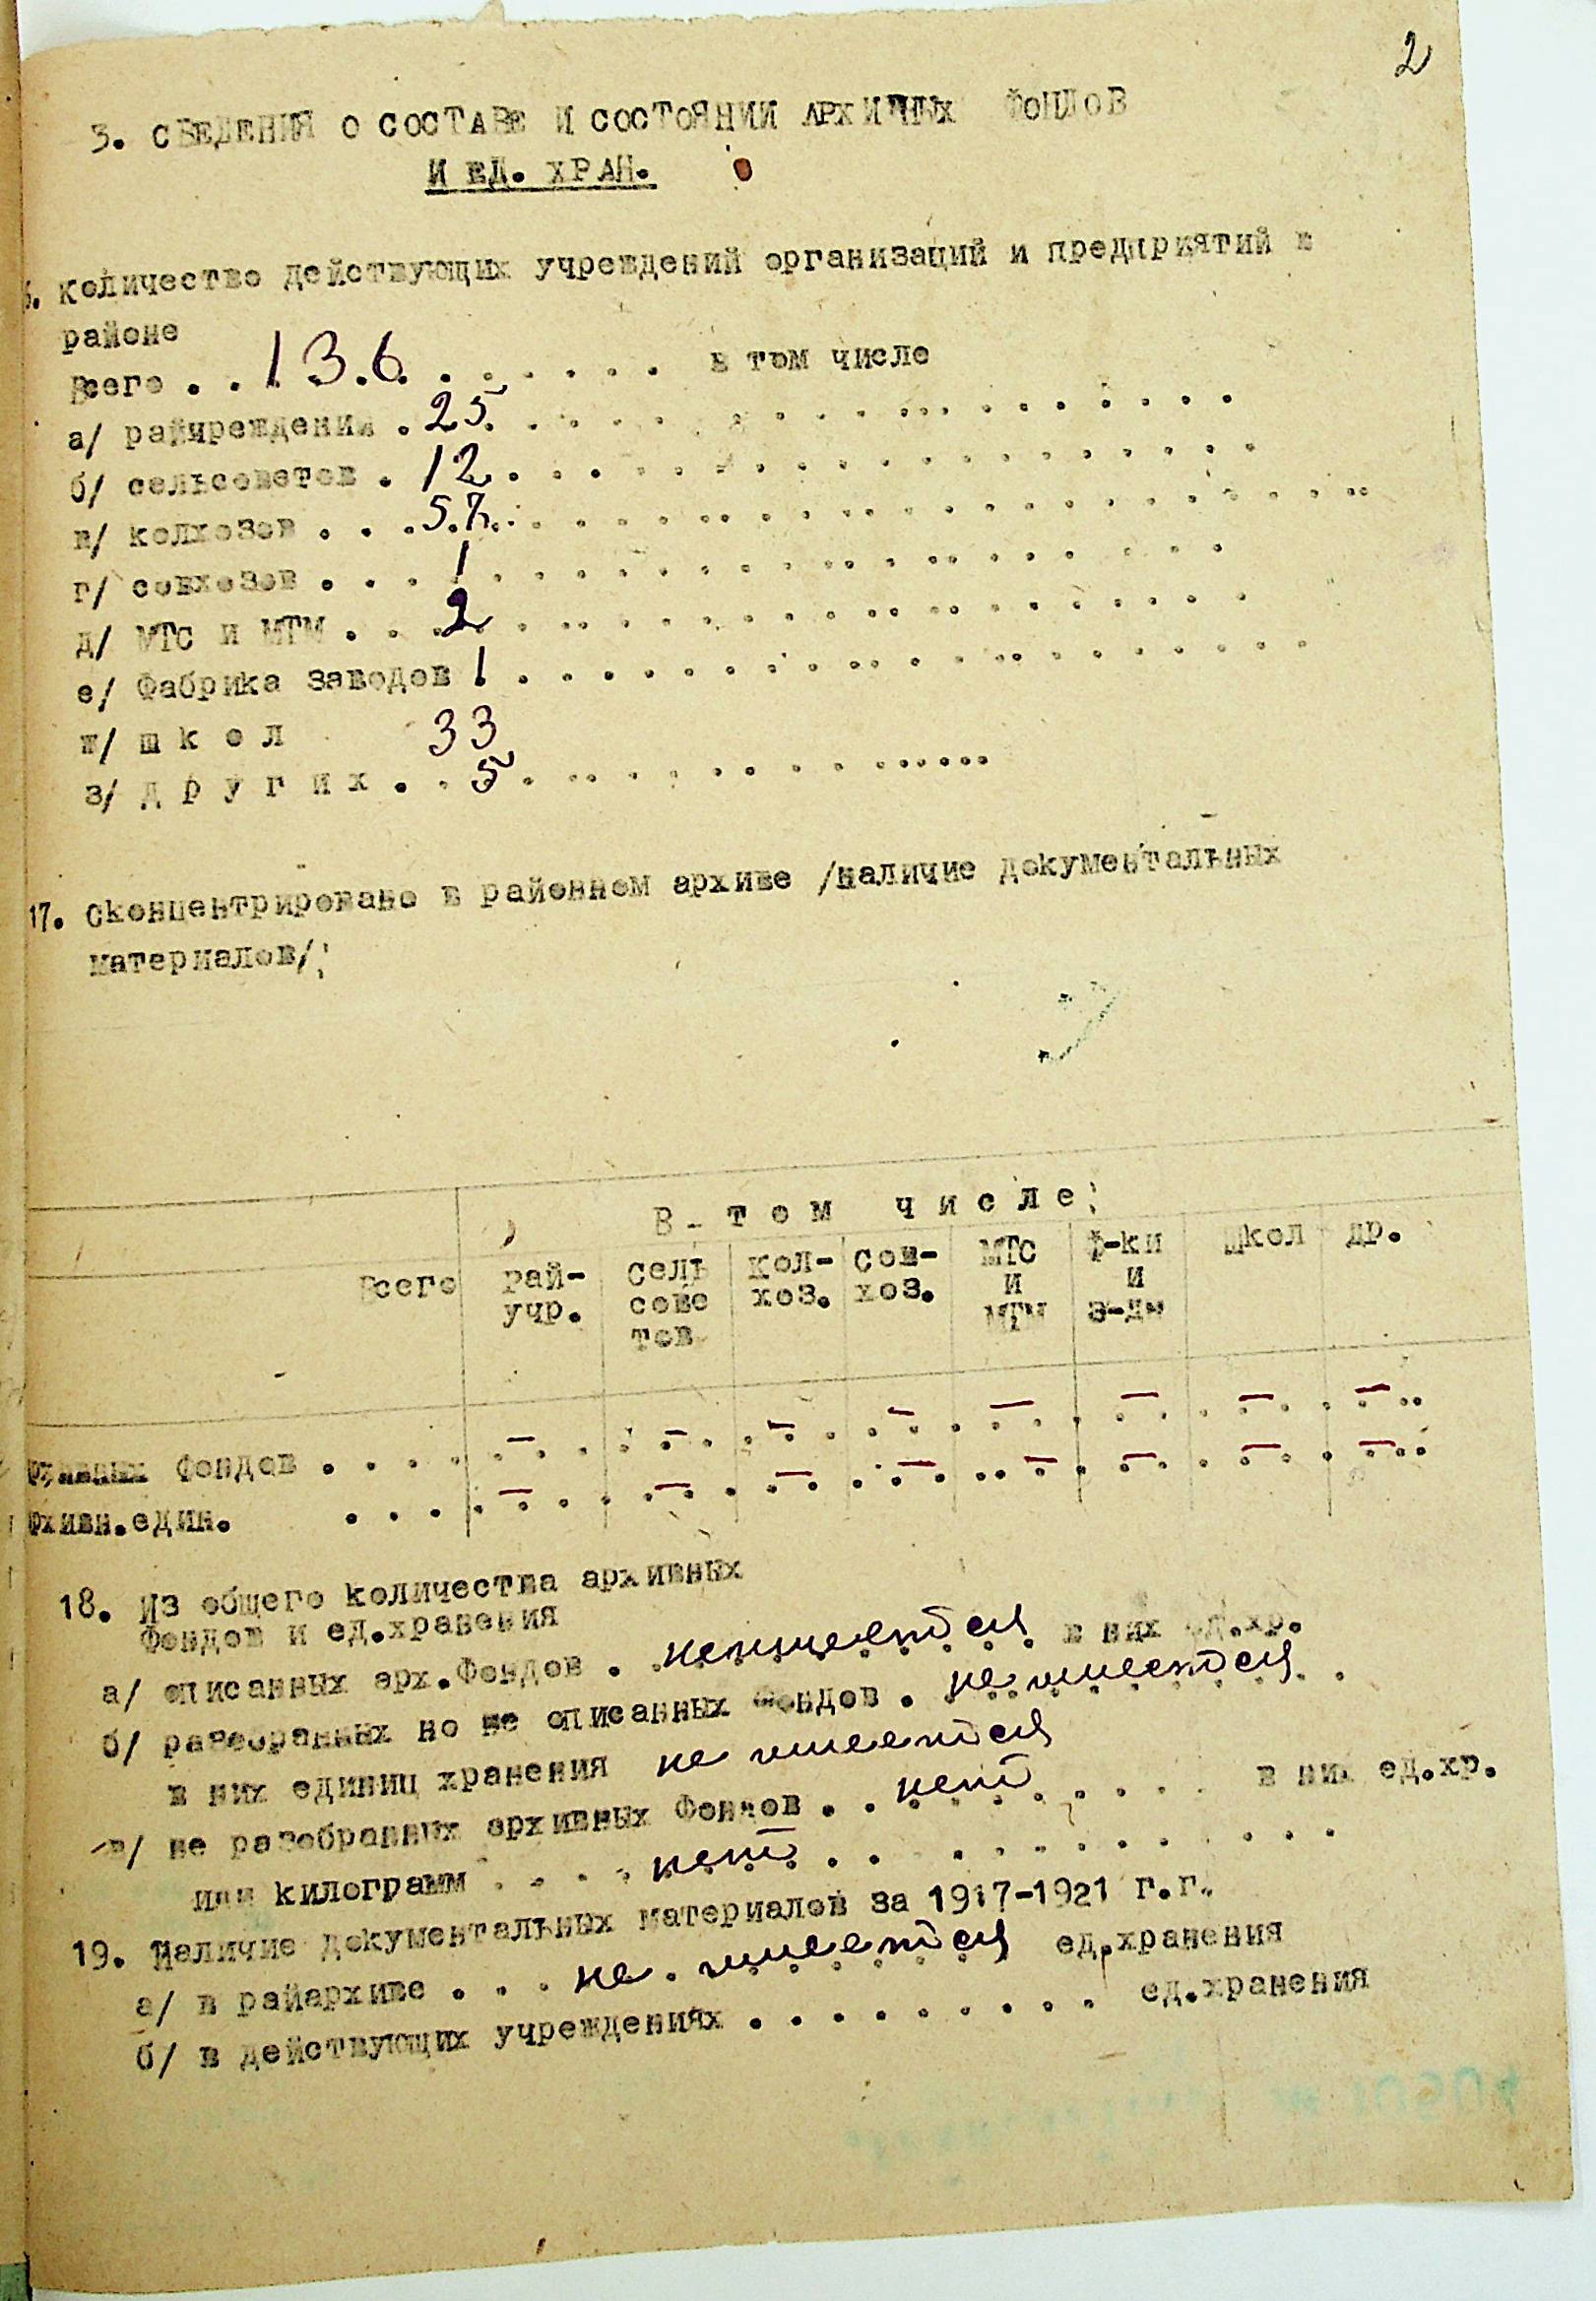 2
3. СВЕДЕНИЯ О СОСТАВЕ И СОСТОЯНИИ АРХИВНЫХ ФОНДОВ
И ЕД. ХРАН.
6. Количество действующих учреждений организаций и предприятий в
районе
Всего . . 136 . . . . . . в том числе
а/ райучреждения . 25 . . . . .
б/ сельсоветов . 12 . . . . .
в/ колхозов . . . 57 . . . . .
г/ совхозов . . . 1 . . . . .
д/ МТС и МТМ . . . 2 . . . . .
е/ Фабрика заводов 1 . . . . .
ж/ ш к о л 33
з/ д р у г и х . . 5 . . . . .
17. Сконцентрировано в районном архиве /наличие документальных
материалов/:
В - том числе:
Всего рай- сель кол- сов- МТС ф-ки школ др.
учр. сове хоз. хоз. и и
тов МТМ з-ды
Фондов . . . . . – – – – – – – –
един. . . . – – – – – – – –
18. Из общего количества архивных
Фондов и ед.хранения
а/ описанных арх.Фондов . не имеется в них ед.хр.
б/ разобранных но не описанных Фондов . не имеется . .
в них единиц хранения не имеется
в/ не разобранных архивных Фондов . . нет . . . . . в них ед.хр.
или килограмм . . . . нет . . . . . . . . . .
19. Наличие документальных материалов за 1917-1921 г.г.
а/ в райархиве . . . не имеется ед.хранения
б/ в действующих учреждениях . . . . . . . . . ед.хранения